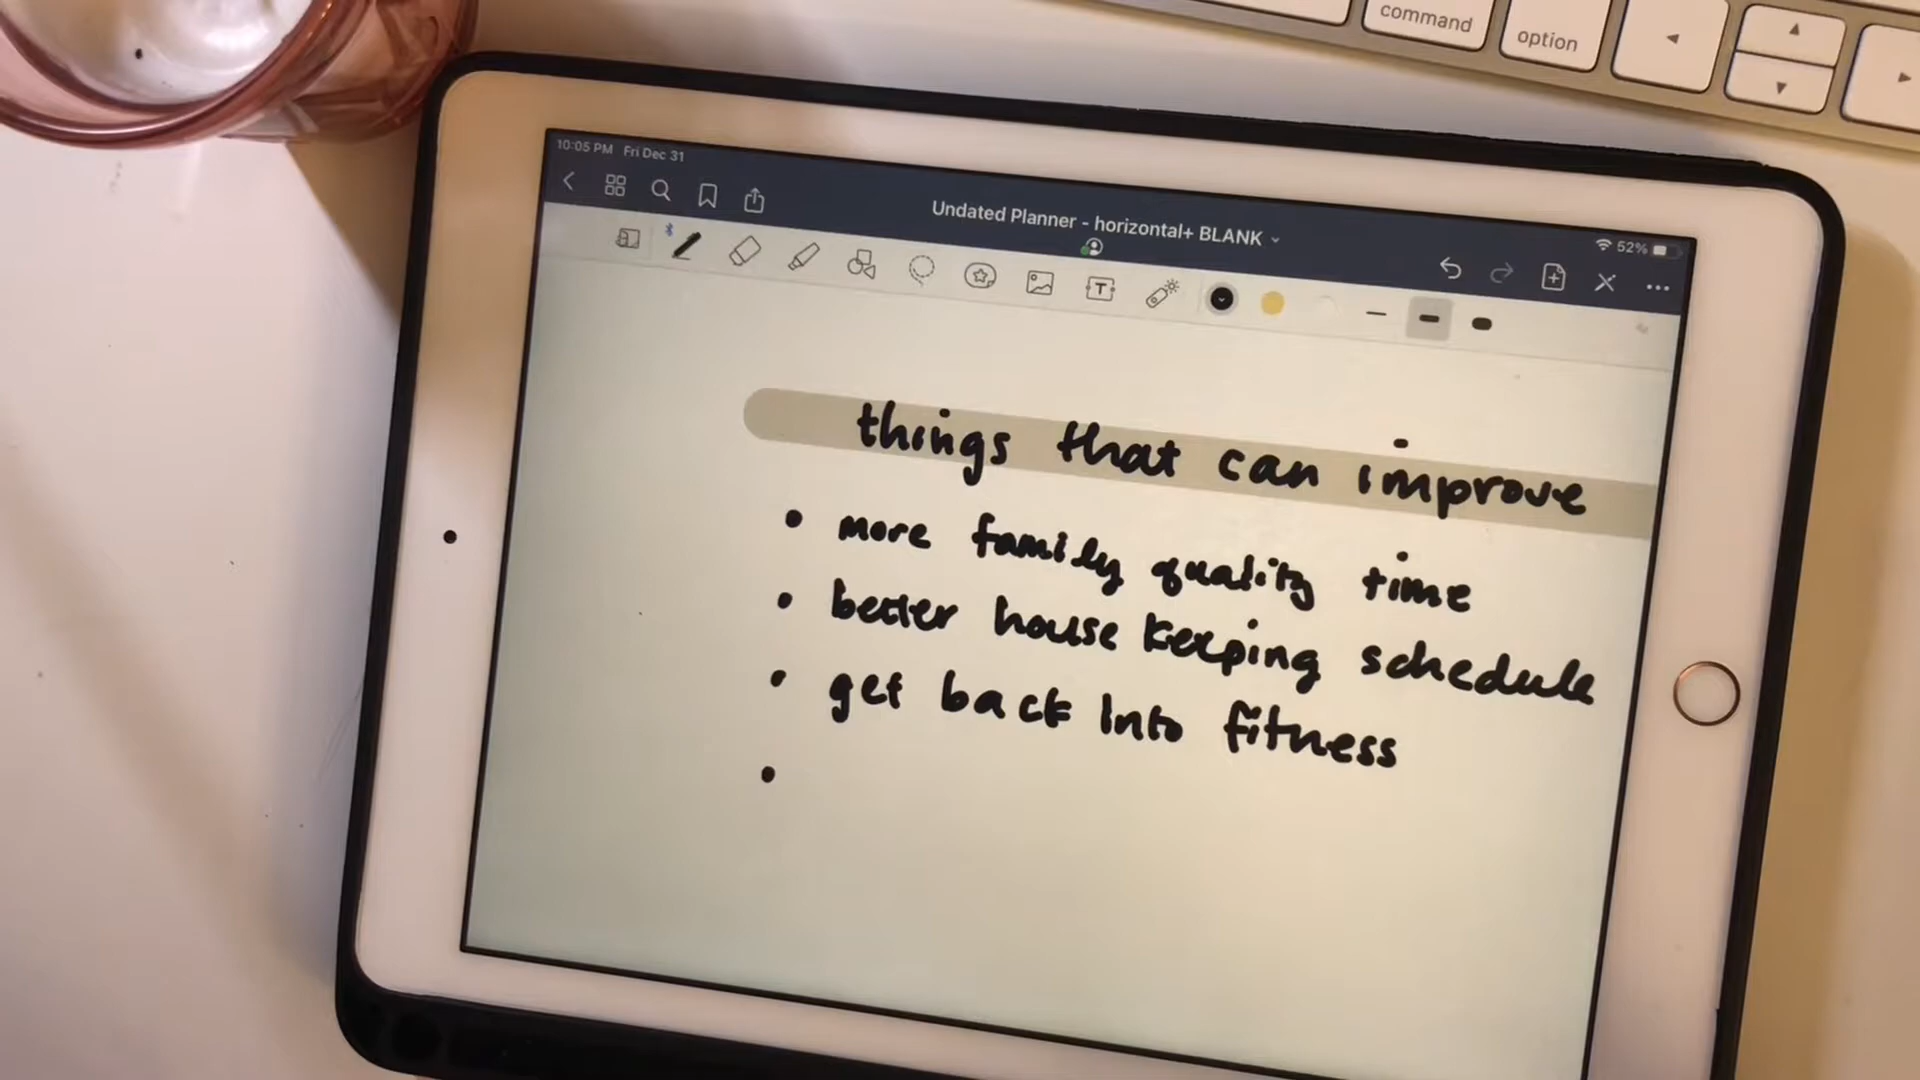 command
option
10:05 PM Fri Dec 31
Undated Planner - horizontal+ BLANK
52%
T
things that can improve
• more family quality time
• better house keeping schedule
• get back into fitness
•